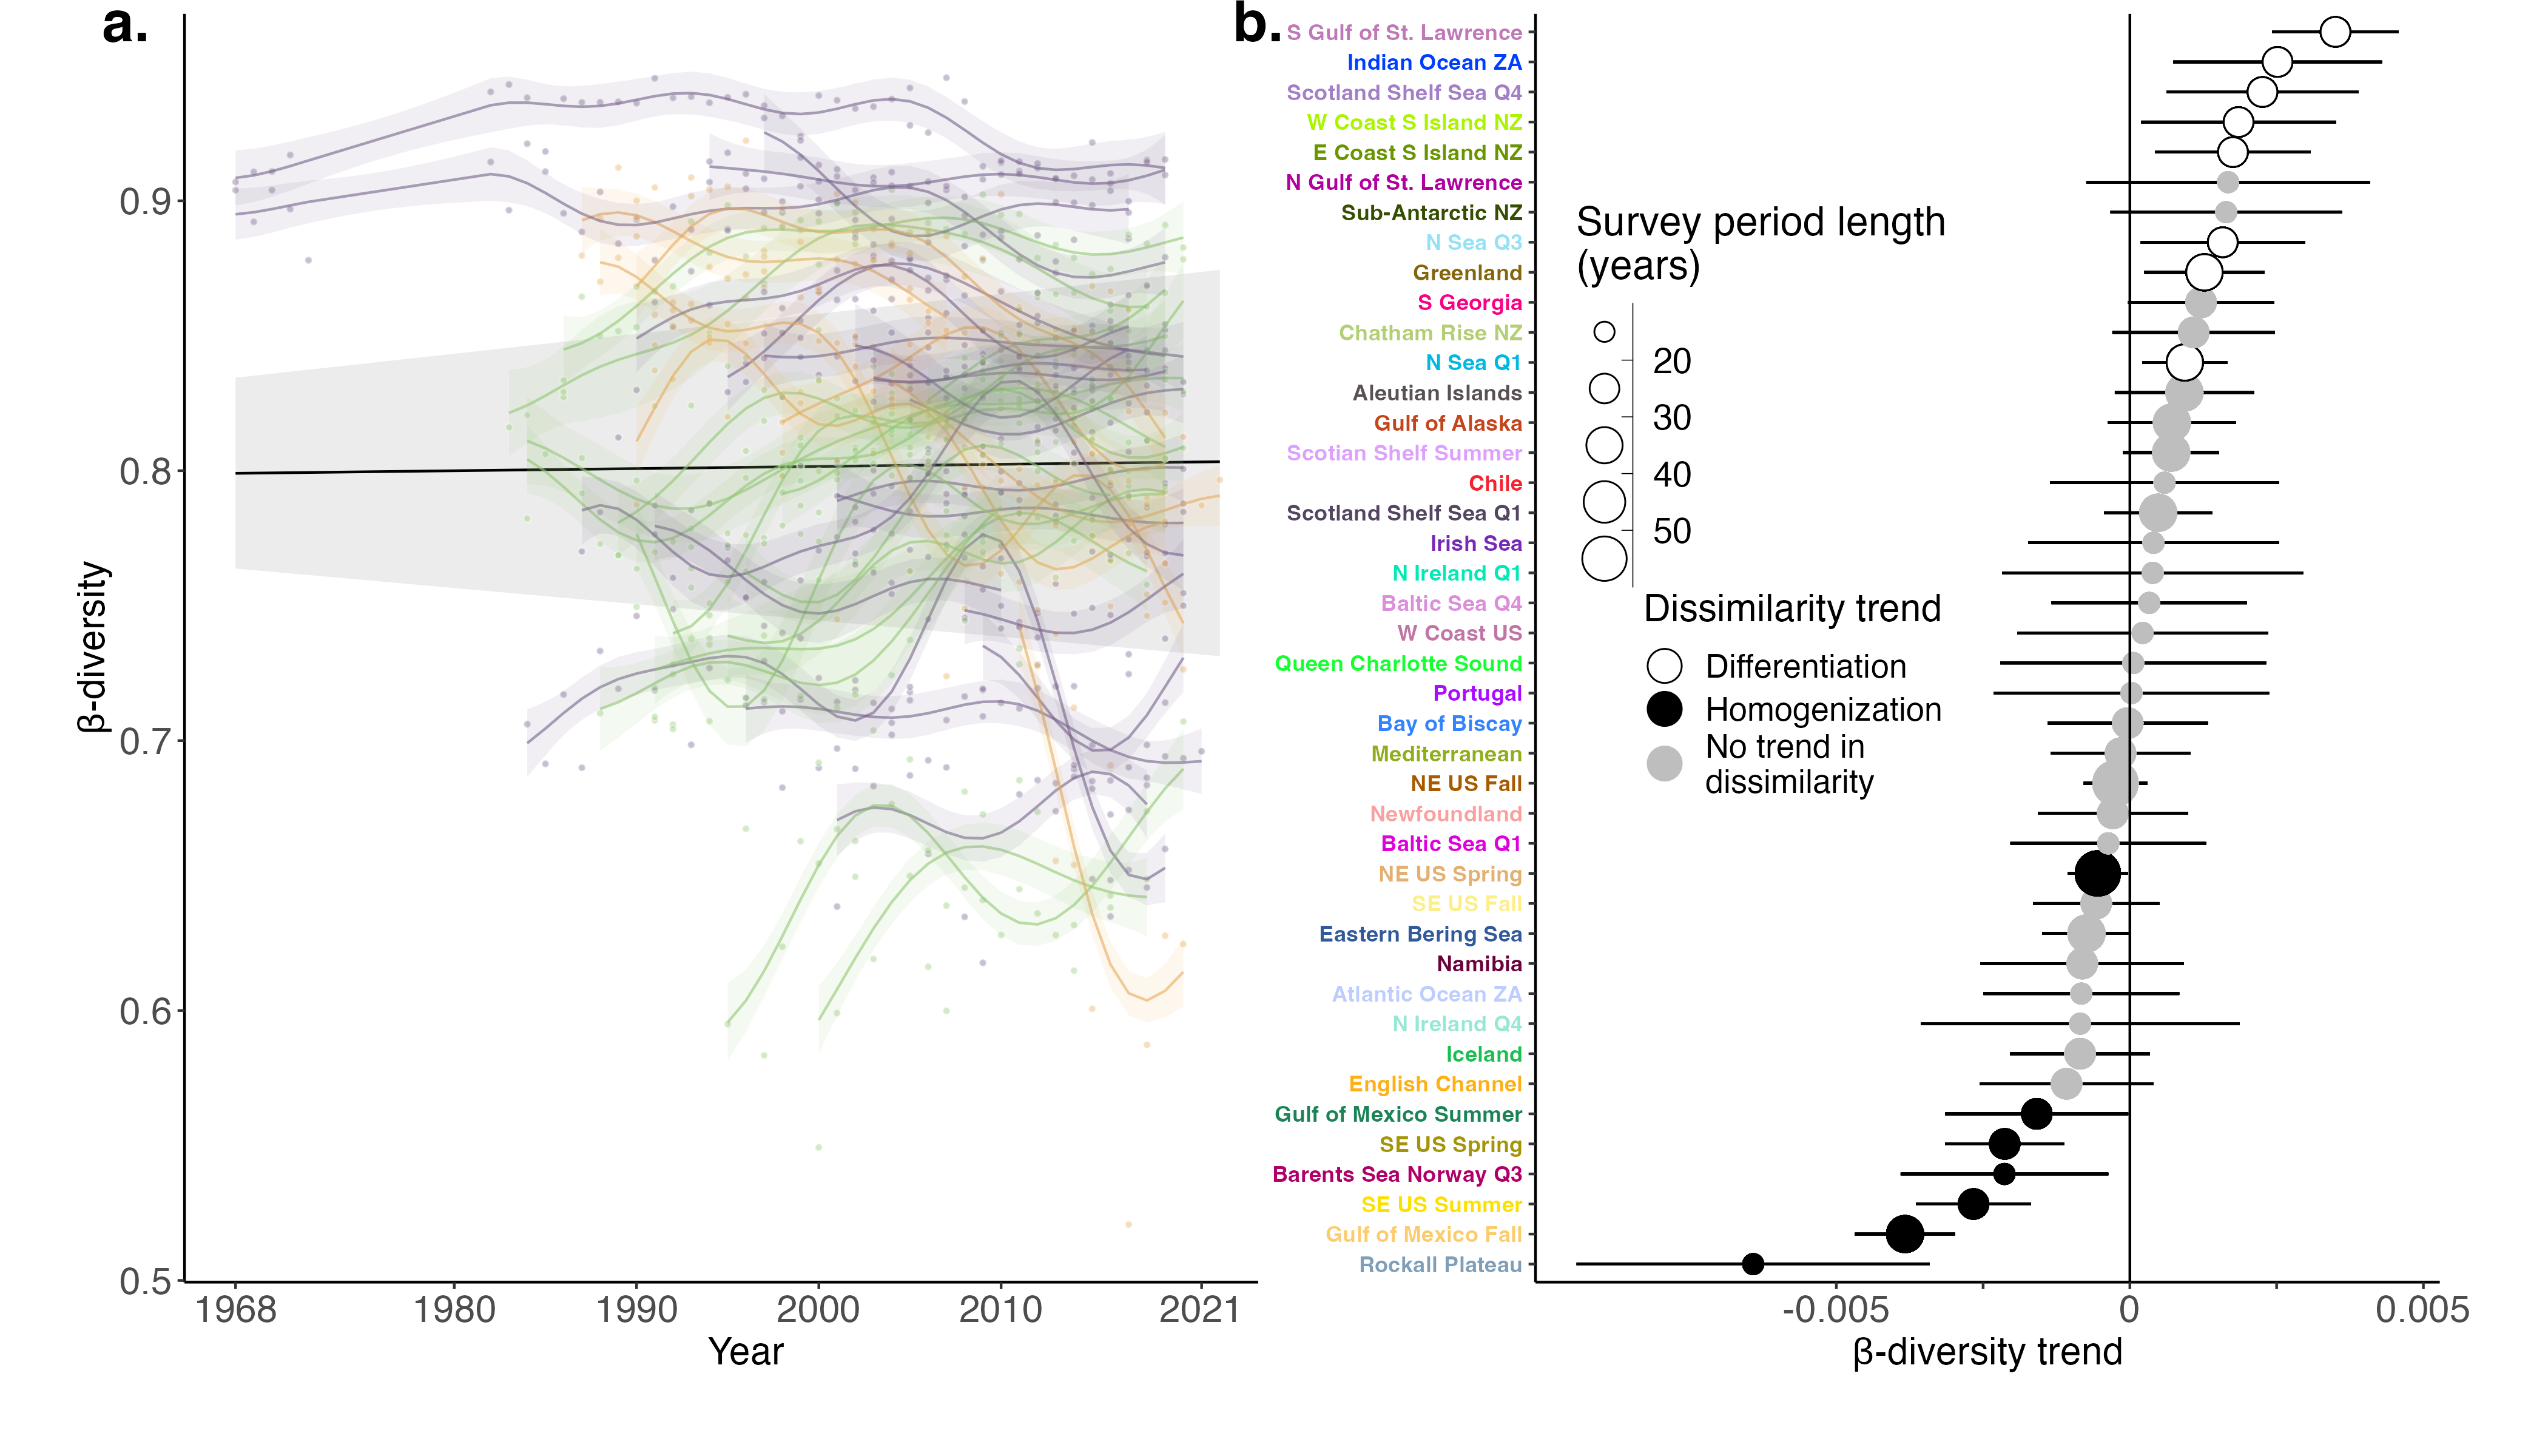 a.
0.9
0.8
0.7
0.6
0.5
β-diversity
1968
1980
1990
2000
2010
2021
Year
b.
S Gulf of St. Lawrence
Indian Ocean ZA
Scotland Shelf Sea Q4
W Coast S Island NZ
E Coast S Island NZ
N Gulf of St. Lawrence
Sub-Antarctic NZ
N Sea Q3
Greenland
S Georgia
Chatham Rise NZ
N Sea Q1
Aleutian Islands
Gulf of Alaska
Scotian Shelf Summer
Chile
Scotland Shelf Sea Q1
Irish Sea
N Ireland Q1
Baltic Sea Q4
W Coast US
Queen Charlotte Sound
Portugal
Bay of Biscay
Mediterranean
NE US Fall
Newfoundland
Baltic Sea Q1
NE US Spring
SE US Fall
Eastern Bering Sea
Namibia
Atlantic Ocean ZA
N Ireland Q4
Iceland
English Channel
Gulf of Mexico Summer
SE US Spring
Barents Sea Norway Q3
SE US Summer
Gulf of Mexico Fall
Rockall Plateau
Survey period length
(years)
20
30
40
50
Dissimilarity trend
Differentiation
Homogenization
No trend in
dissimilarity
-0.005
0
0.005
β-diversity trend